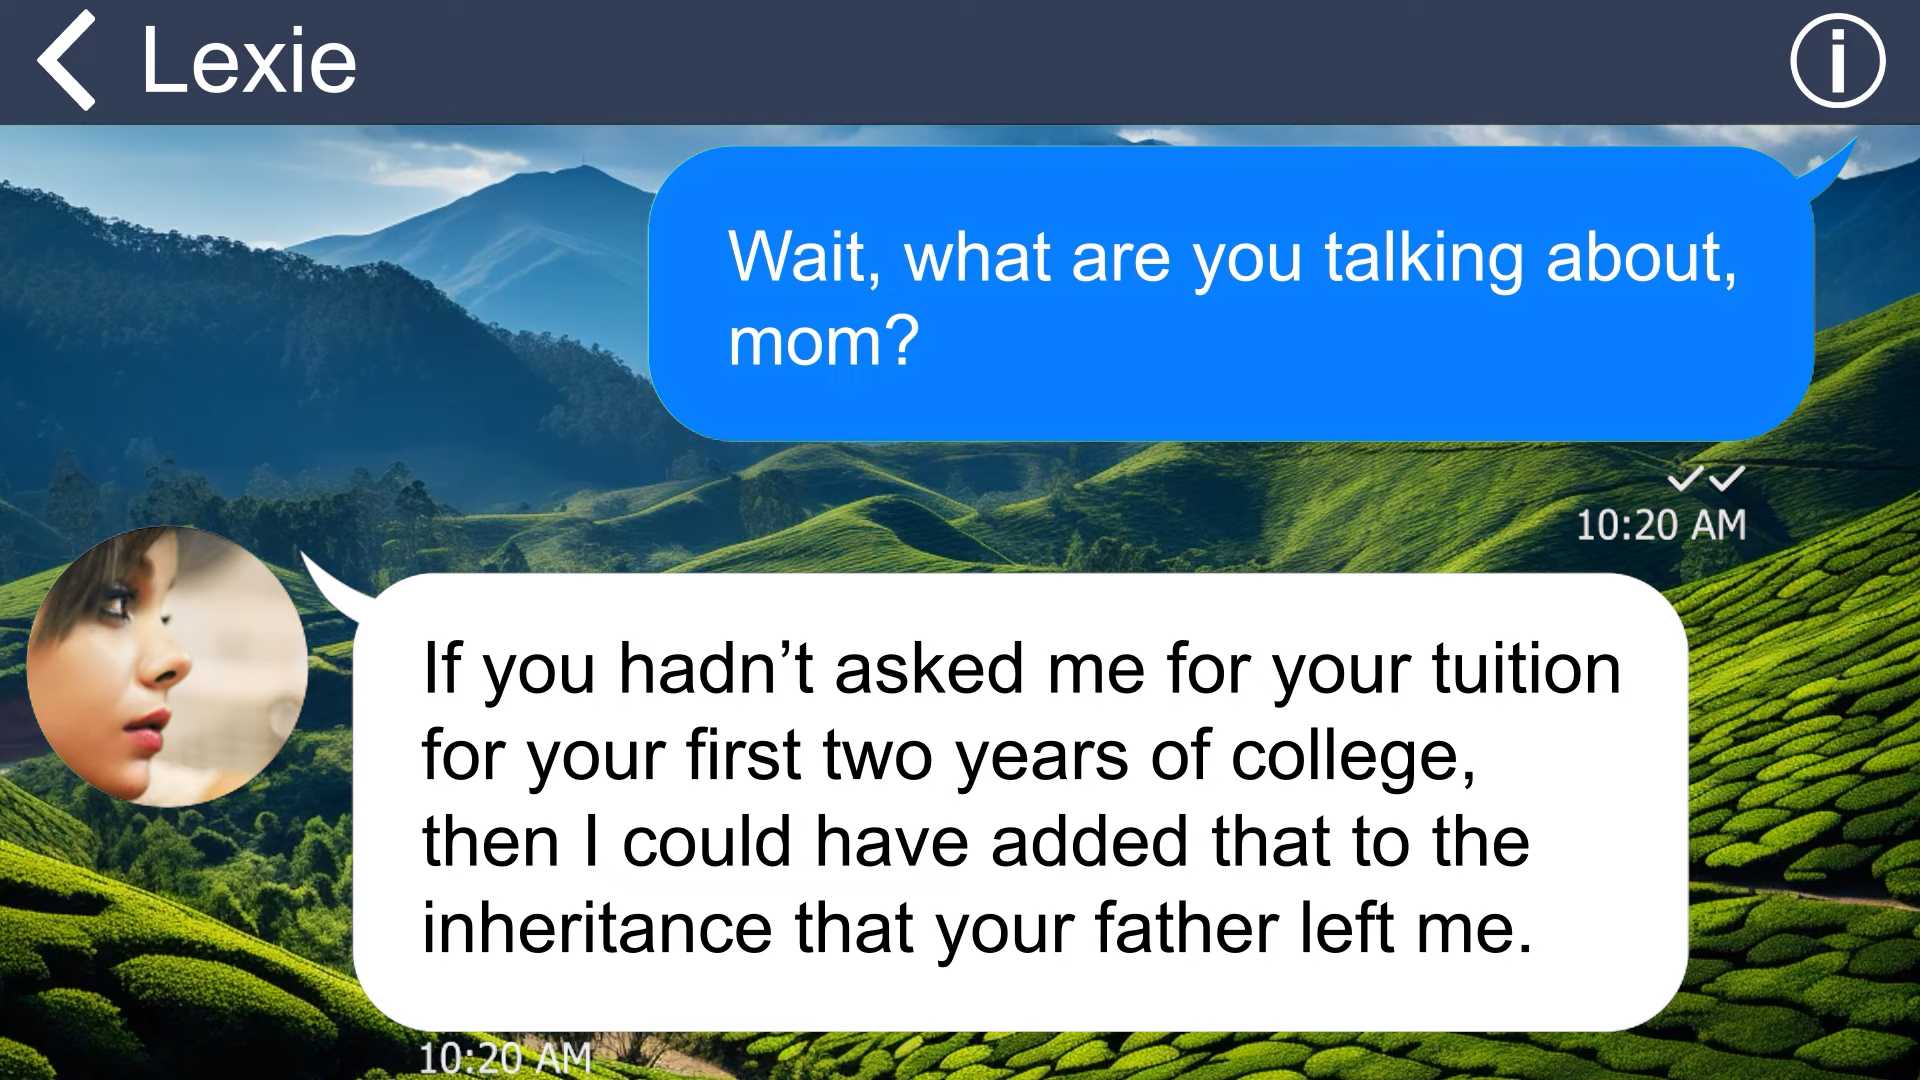 Lexie
Wait, what are you talking about,
mom?
10:20 AM
If you hadn’t asked me for your tuition
for your first two years of college,
then I could have added that to the
inheritance that your father left me.
10:20 AM